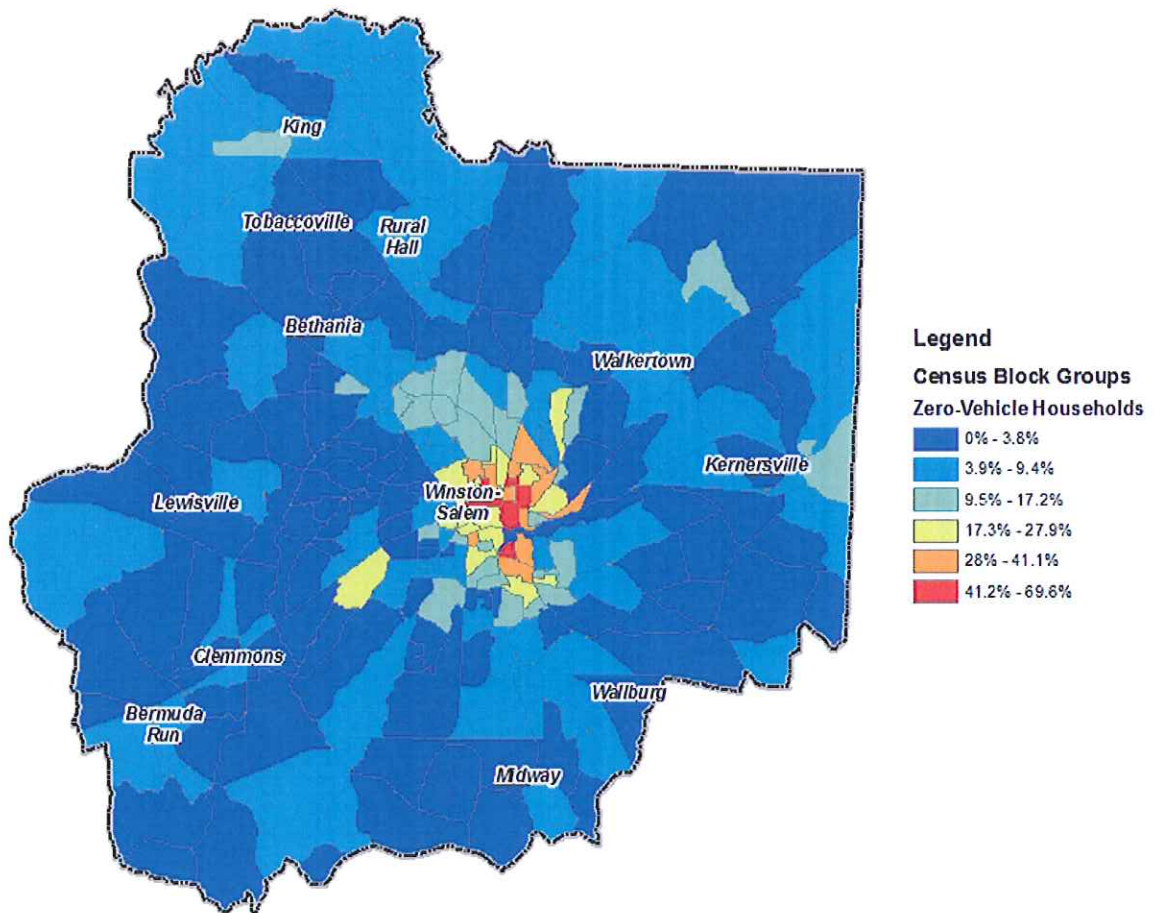 King
Tobaccoville
Rural
Hall
Bethania
Walkertown
Legend
Census Block Groups
Zero-Vehicle Households
0% - 3.8%
3.9% - 9.4%
9.5% - 17.2%
17.3% - 27.9%
28% - 41.1%
41.2% - 69.6%
Kernersville
Lewisville
Winston-
Salem
Clemmons
Wallburg
Bermuda
Run
Midway